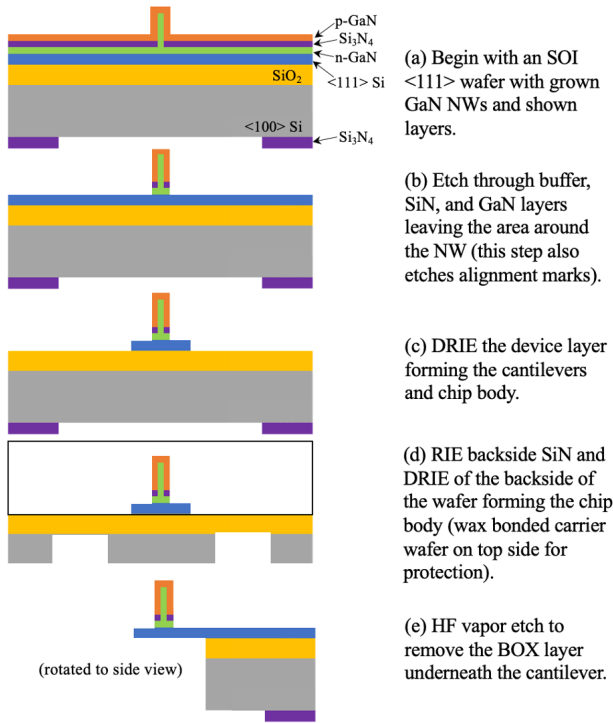 p-GaN
Si₃N₄
n-GaN
SiO₂
<111> Si
<100> Si
Si₃N₄
(a) Begin with an SOI
<111> wafer with grown
GaN NWs and shown
layers.
(b) Etch through buffer,
SiN, and GaN layers
leaving the area around
the NW (this step also
etches alignment marks).
(c) DRIE the device layer
forming the cantilevers
and chip body.
(d) RIE backside SiN and
DRIE of the backside of
the wafer forming the chip
body (wax bonded carrier
wafer on top side for
protection).
(rotated to side view)
(e) HF vapor etch to
remove the BOX layer
underneath the cantilever.